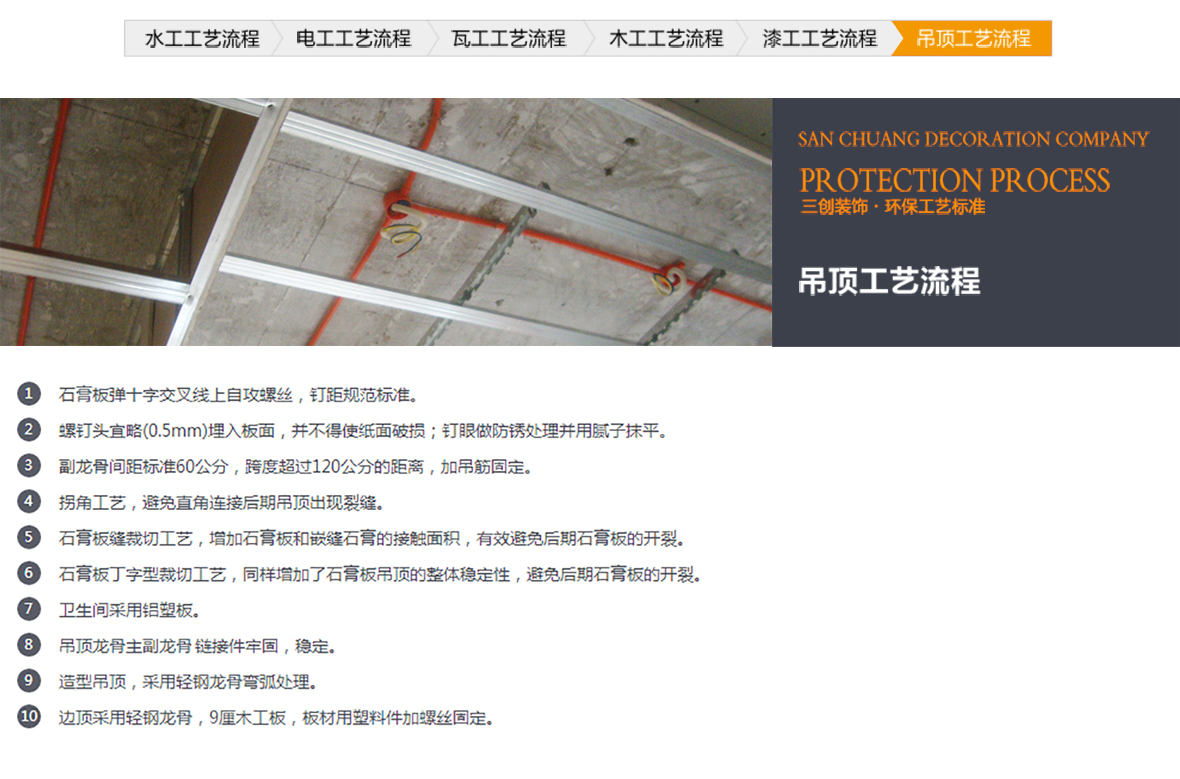 水工工艺流程 电工工艺流程 瓦工工艺流程 木工工艺流程 漆工工艺流程 吊顶工艺流程
SAN CHUANG DECORATION COMPANY
PROTECTION PROCESS
三创装饰·环保工艺标准
吊顶工艺流程
1 石膏板弹十字交叉线上自攻螺丝，钉距规范标准。
2 螺钉头宜略(0.5mm)埋入板面，并不得使纸面破损；钉眼做防锈处理并用腻子抹平。
3 副龙骨间距标准60公分，跨度超过120公分的距离，加吊筋固定。
4 拐角工艺，避免直角连接后期吊顶出现裂缝。
5 石膏板缝裁切工艺，增加石膏板和嵌缝石膏的接触面积，有效避免后期石膏板的开裂。
6 石膏板丁字型裁切工艺，同样增加了石膏板吊顶的整体稳定性，避免后期石膏板的开裂。
7 卫生间采用铝塑板。
8 吊顶龙骨主副龙骨 链接件牢固，稳定。
9 造型吊顶，采用轻钢龙骨弯弧处理。
10 边顶采用轻钢龙骨，9厘木工板，板材用塑料件加螺丝固定。